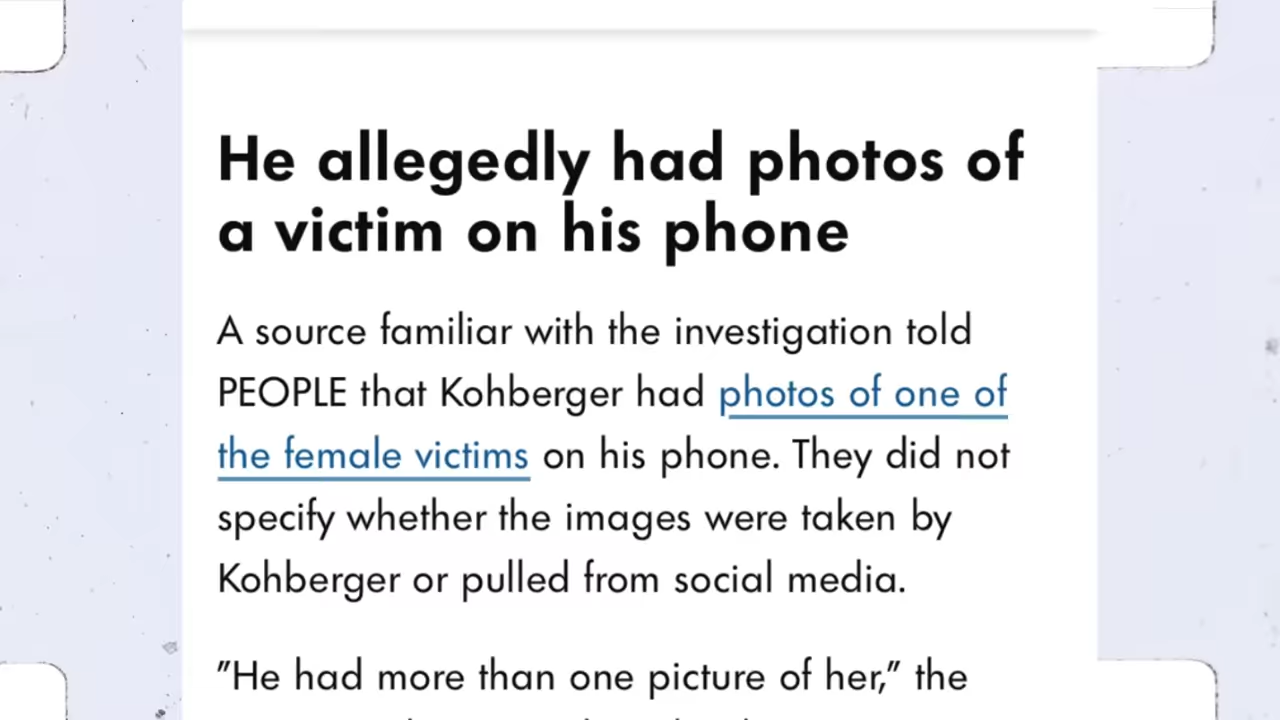 He allegedly had photos of
a victim on his phone
A source familiar with the investigation told
PEOPLE that Kohberger had photos of one of
the female victims on his phone. They did not
specify whether the images were taken by
Kohberger or pulled from social media.
"He had more than one picture of her," the